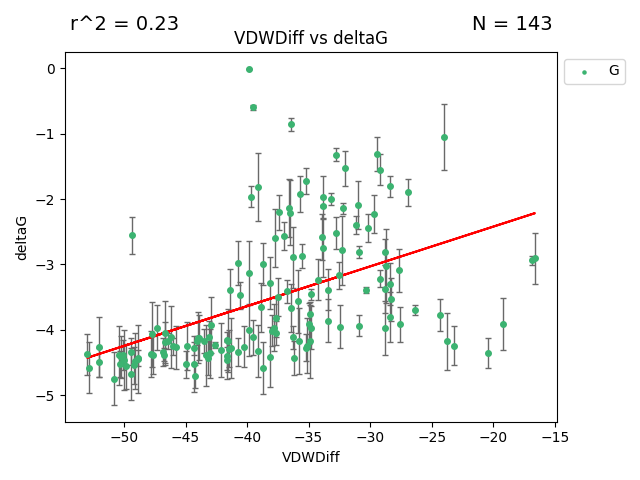 r^2 = 0.23 N = 143
VDWDiff vs deltaG
G
0
−1
−2
−3
−4
−5
deltaG
−50 −45 −40 −35 −30 −25 −20 −15
VDWDiff